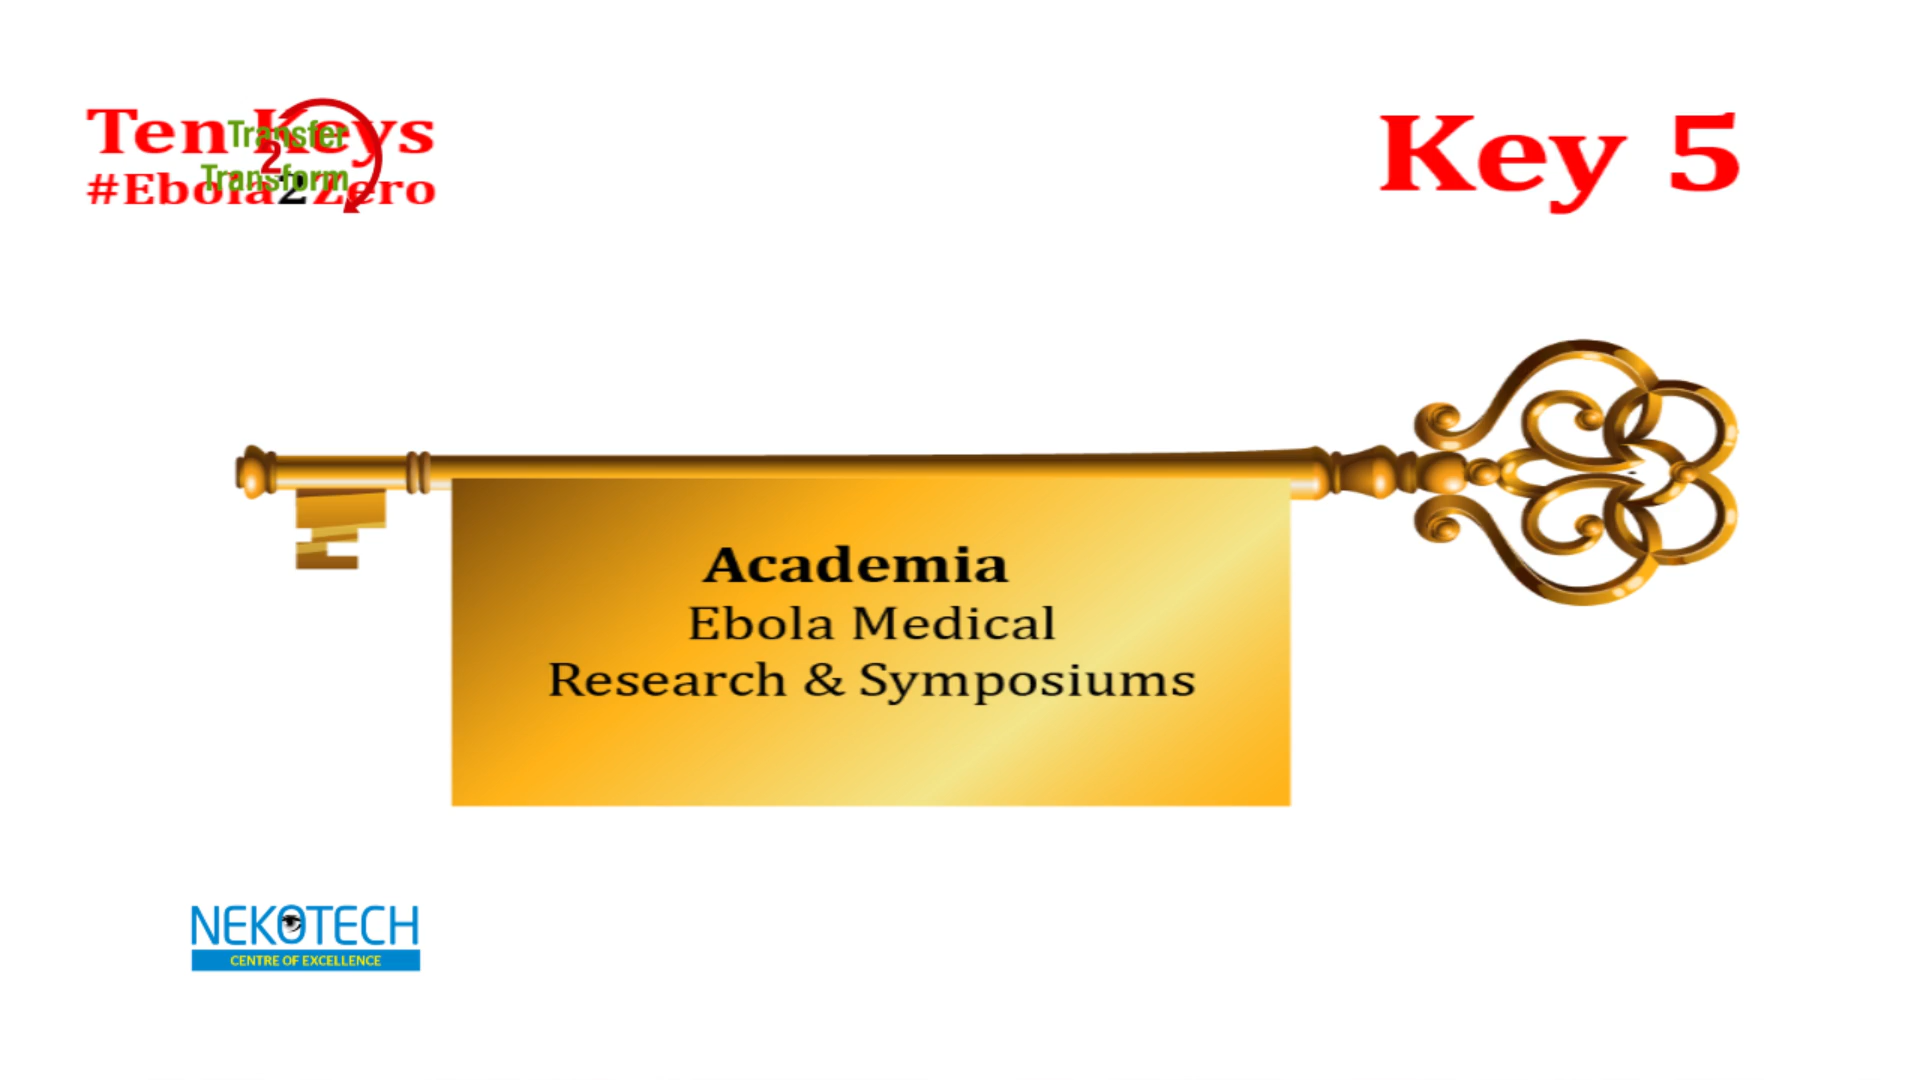 Ten Keys
#Ebola2Zero
Transfer
2
Transform
Key 5
Academia
Ebola Medical
Research & Symposiums
NEKOTECH
CENTRE OF EXCELLENCE